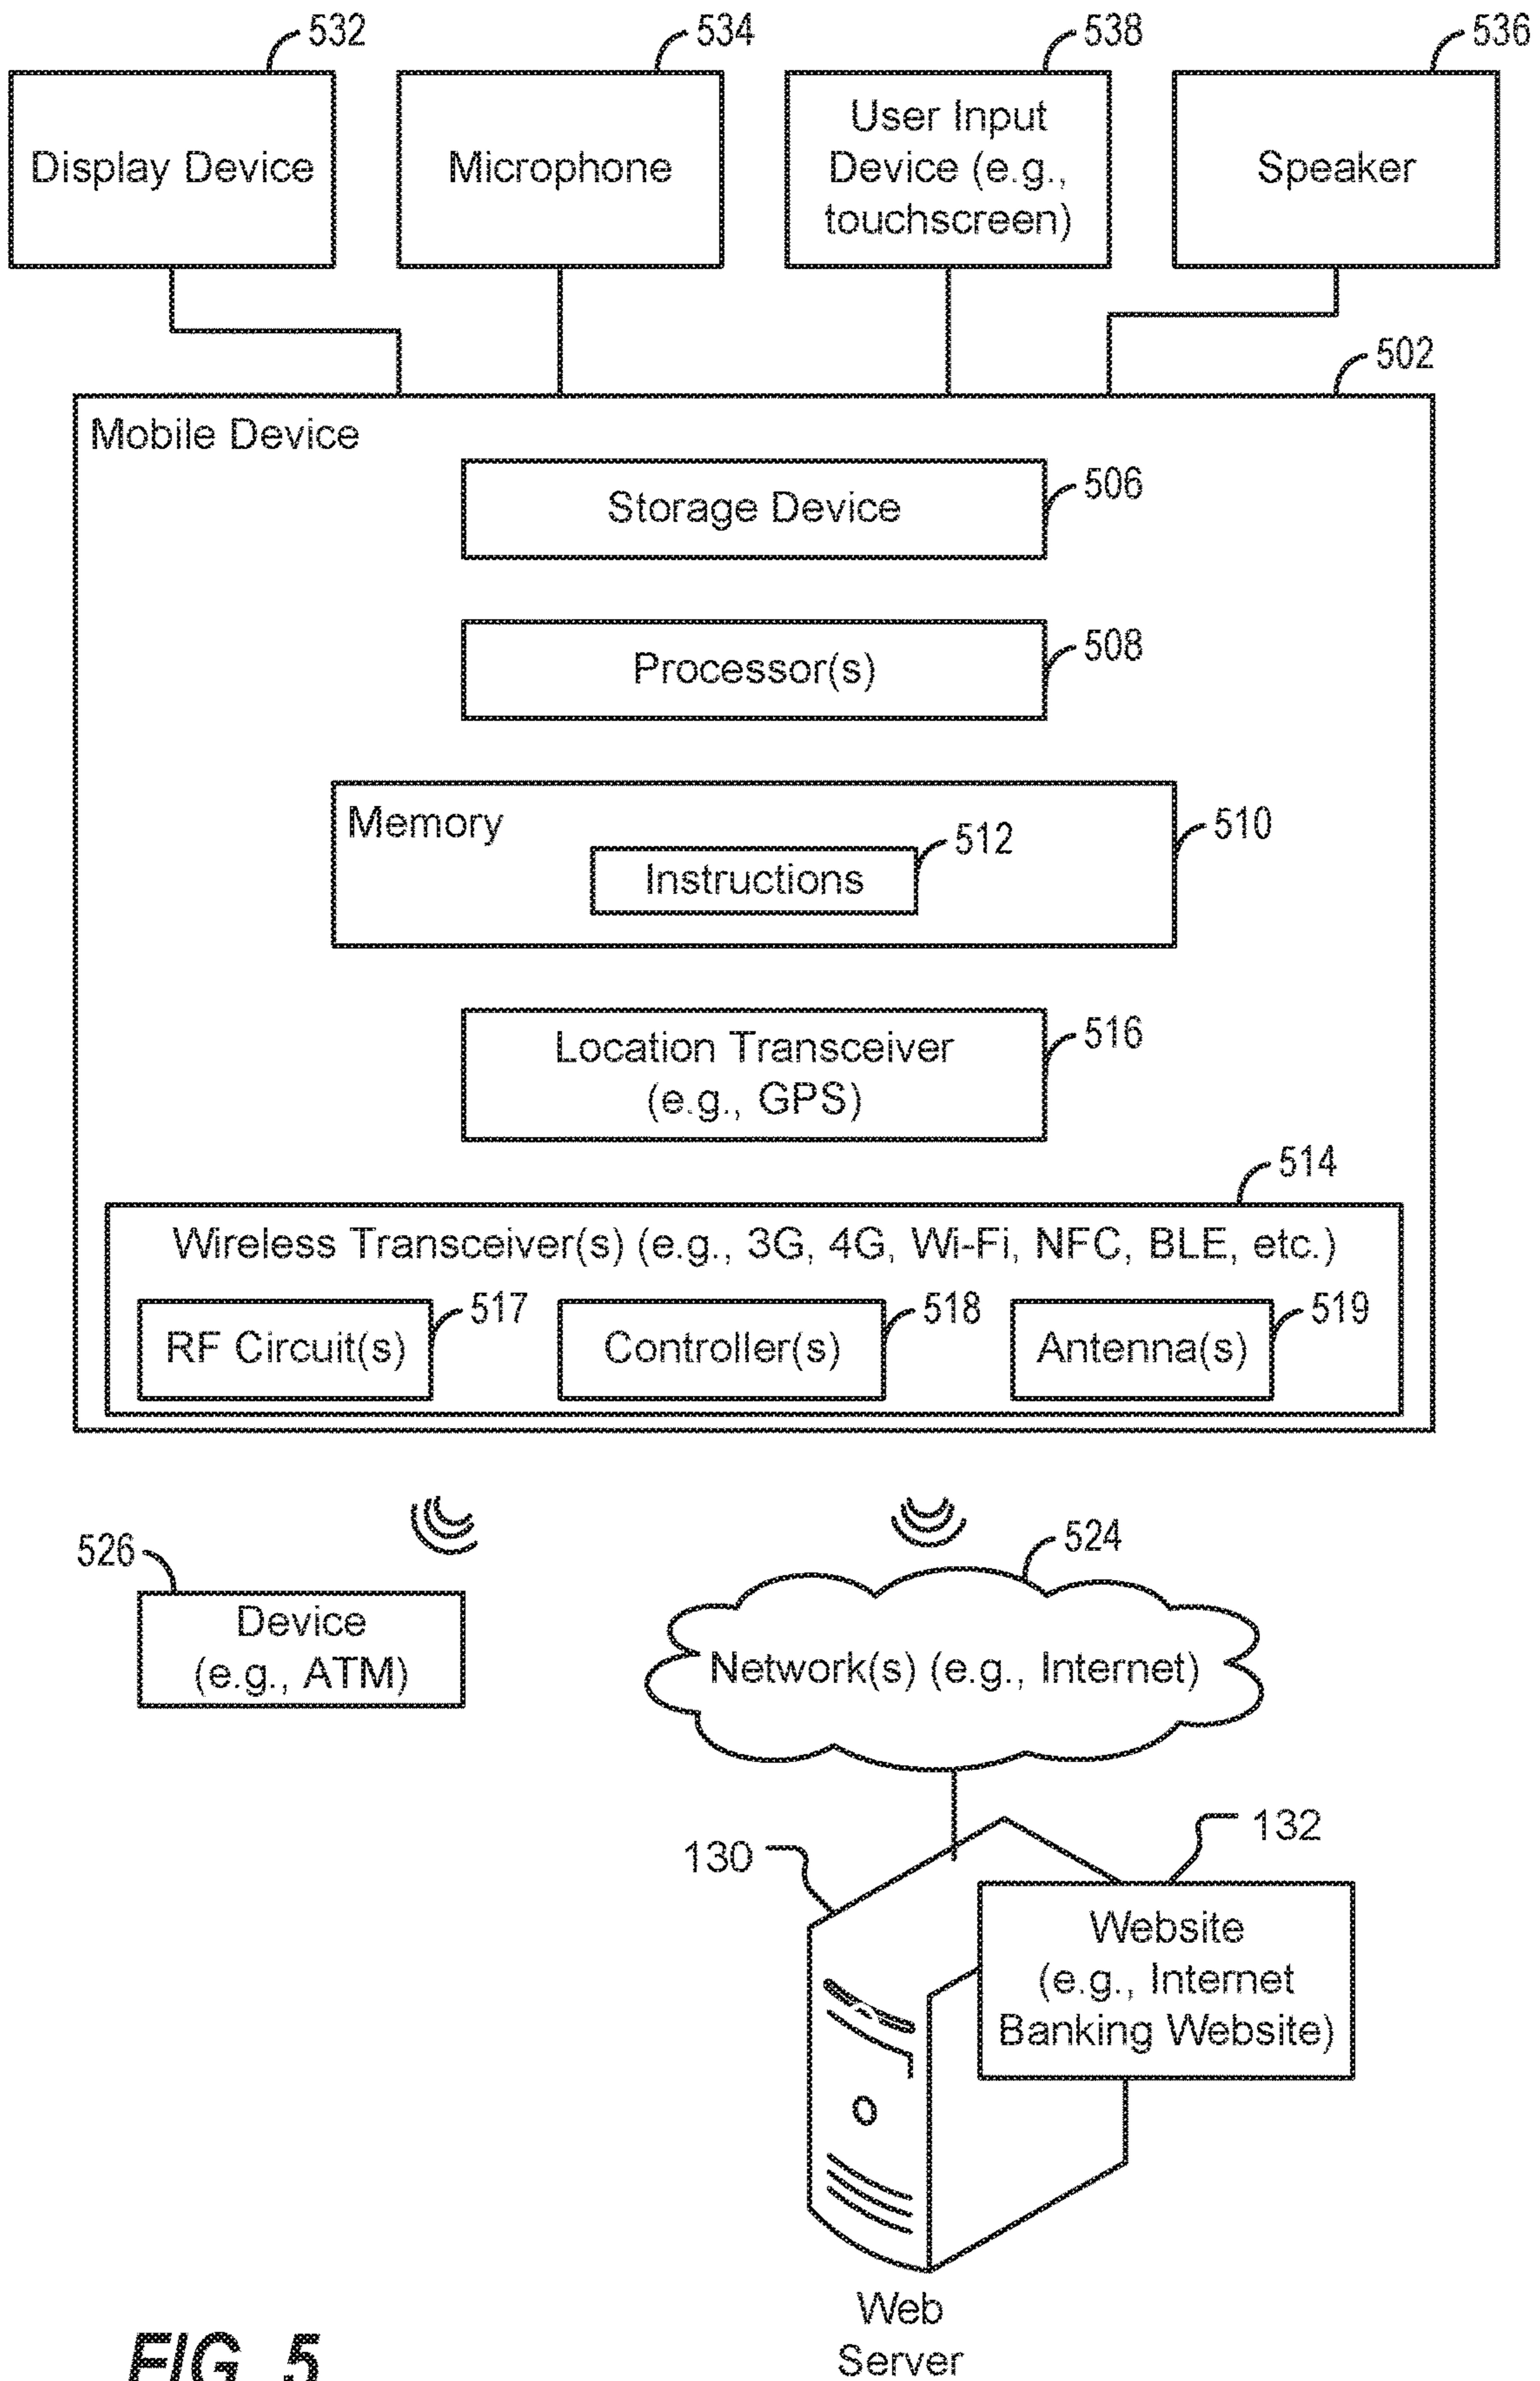 532
534
538
536
Display Device
Microphone
User Input
Device (e.g.,
touchscreen)
Speaker
502
Mobile Device
Storage Device
506
Processor(s)
508
Memory
510
Instructions
512
Location Transceiver
(e.g., GPS)
516
514
Wireless Transceiver(s) (e.g., 3G, 4G, Wi-Fi, NFC, BLE, etc.)
RF Circuit(s)
517
Controller(s)
518
Antenna(s)
519
526
Device
(e.g., ATM)
524
Network(s) (e.g., Internet)
130
132
Website
(e.g., Internet
Banking Website)
Web
Server
FIG. 5